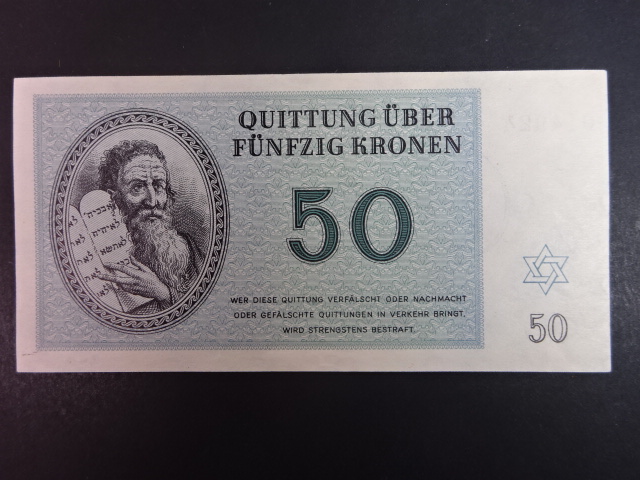 QUITTUNG ÜBER
FÜNFZIG KRONEN
50
WER DIESE QUITTUNG VERFÄLSCHT ODER NACHMACHT
ODER GEFÄLSCHTE QUITTUNGEN IN VERKEHR BRINGT,
WIRD STRENGSTENS BESTRAFT.
50